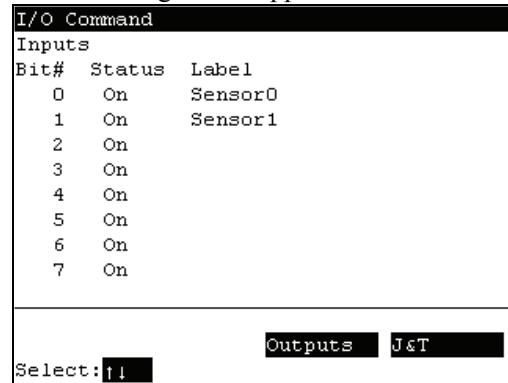 I/O Command
Inputs
Bit# Status Label
0 On Sensor0
1 On Sensor1
2 On
3 On
4 On
5 On
6 On
7 On
Outputs J&T
Select:↑↓